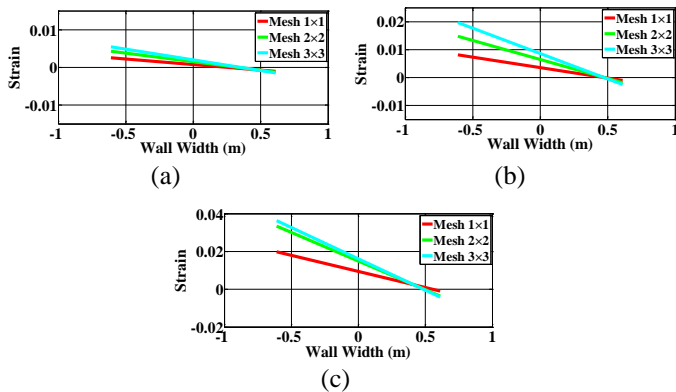 0.01
0
-0.01
Strain
-1 -0.5 0 0.5 1
Wall Width (m)
Mesh 1×1
Mesh 2×2
Mesh 3×3
(a)
0.02
0.01
0
-0.01
Strain
-1 -0.5 0 0.5 1
Wall Width (m)
Mesh 1×1
Mesh 2×2
Mesh 3×3
(b)
0.04
0.02
0
-0.02
Strain
-1 -0.5 0 0.5 1
Wall Width (m)
Mesh 1×1
Mesh 2×2
Mesh 3×3
(c)